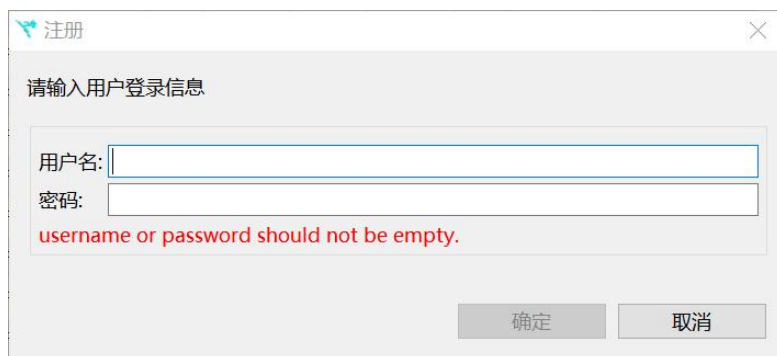 注册
请输入用户登录信息
用户名:
密码:
username or password should not be empty.
确定 取消